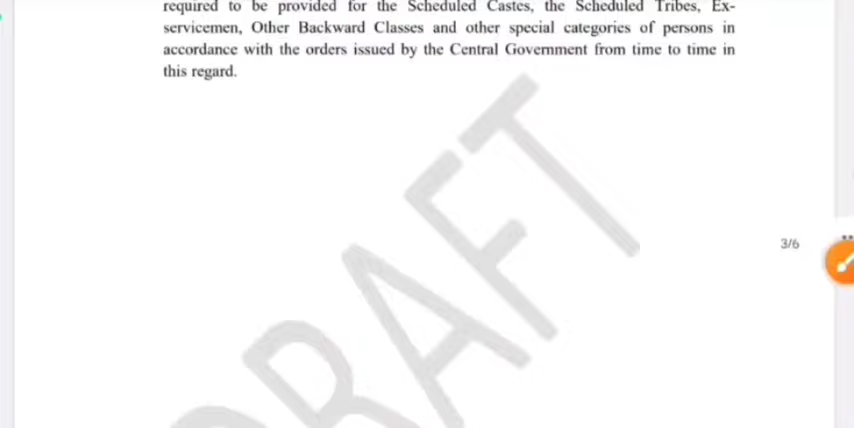 required to be provided for the Scheduled Castes, the Scheduled Tribes, Ex-
servicemen, Other Backward Classes and other special categories of persons in
accordance with the orders issued by the Central Government from time to time in
this regard.
DRAFT
3/6